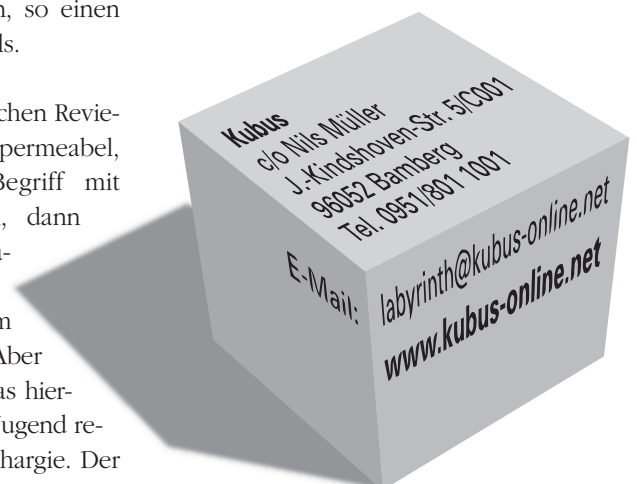 n, so einen
ls.
chen Revie-
permeabel,
Begriff mit
dann
m
Aber
as hier-
Jugend re-
hargie. Der
Kubus
c/o Nils Müller
J.-Kindshoven-Str. 5/C001
96052 Bamberg
Tel. 0951/801 1001
E-Mail: labyrinth@kubus-online.net
www.kubus-online.net